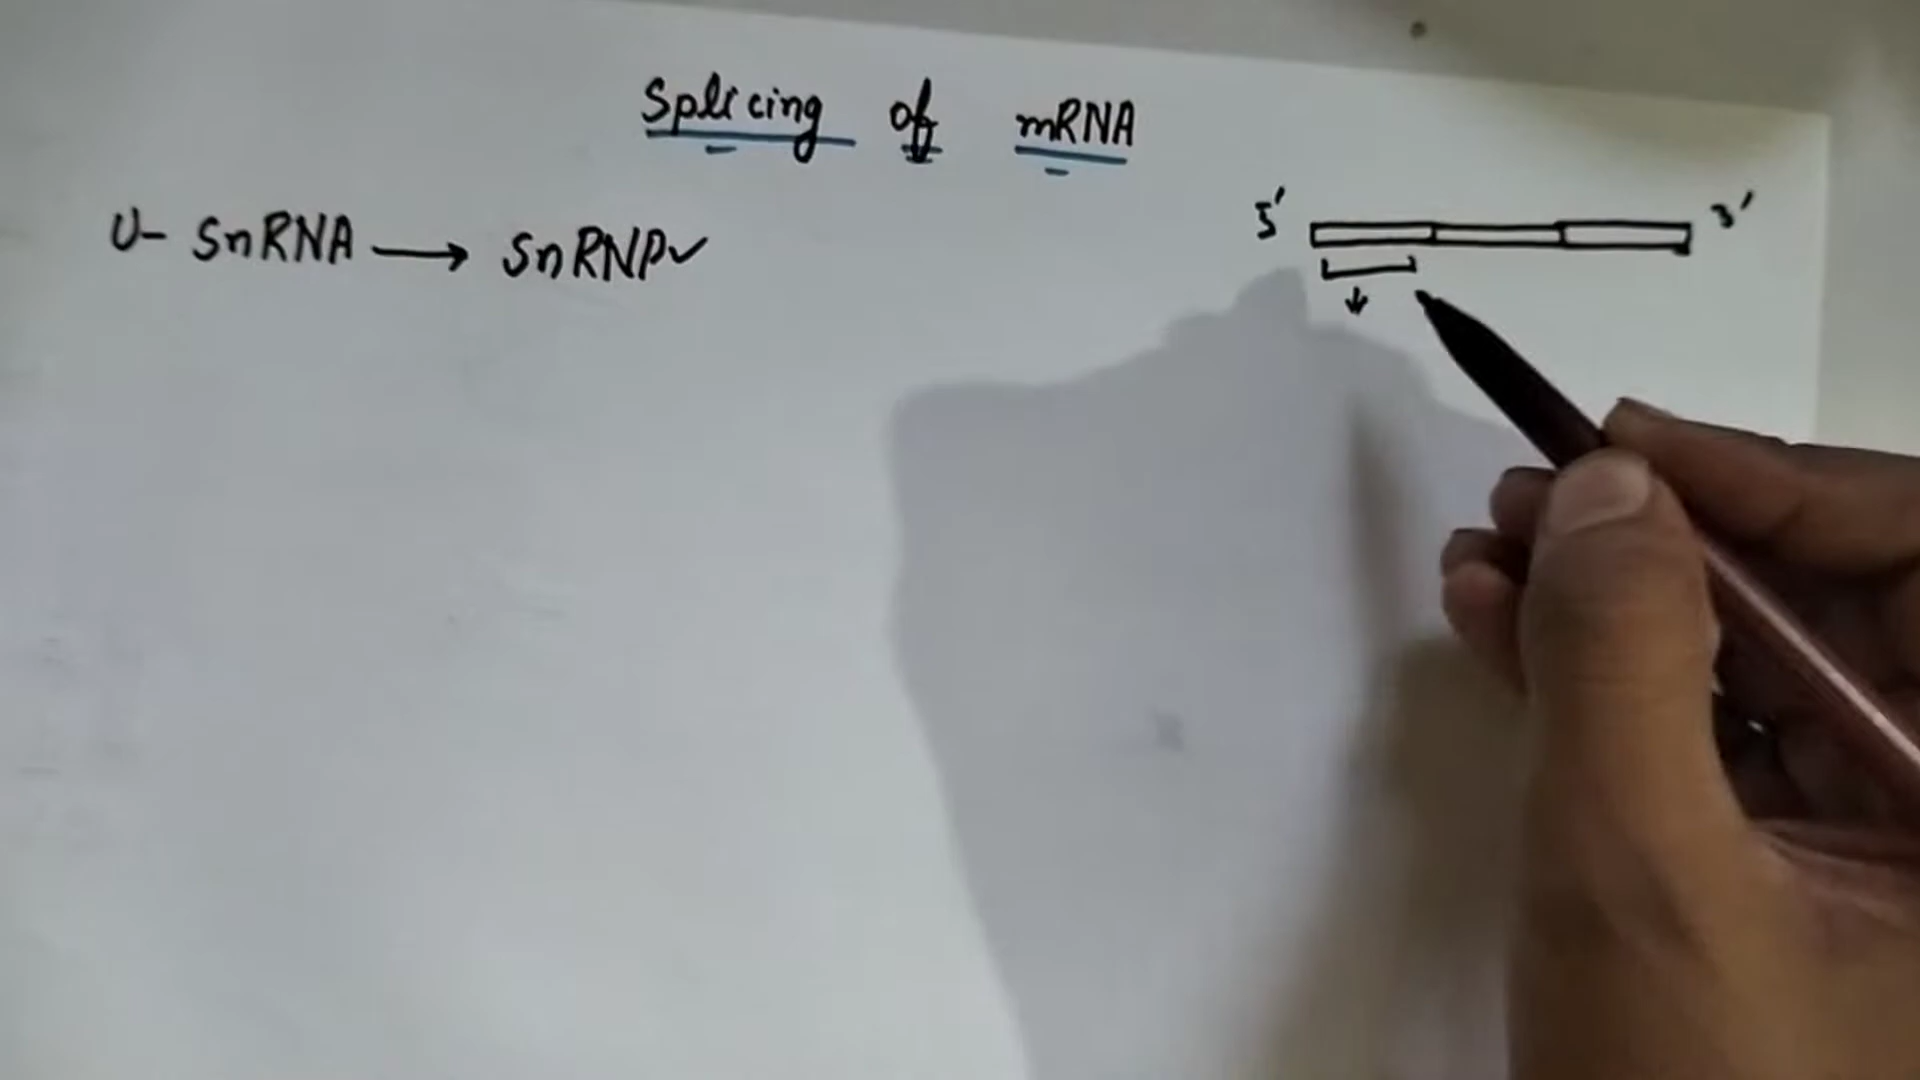 Splicing of mRNA
U- SnRNA → SnRNP✓
5' 3'